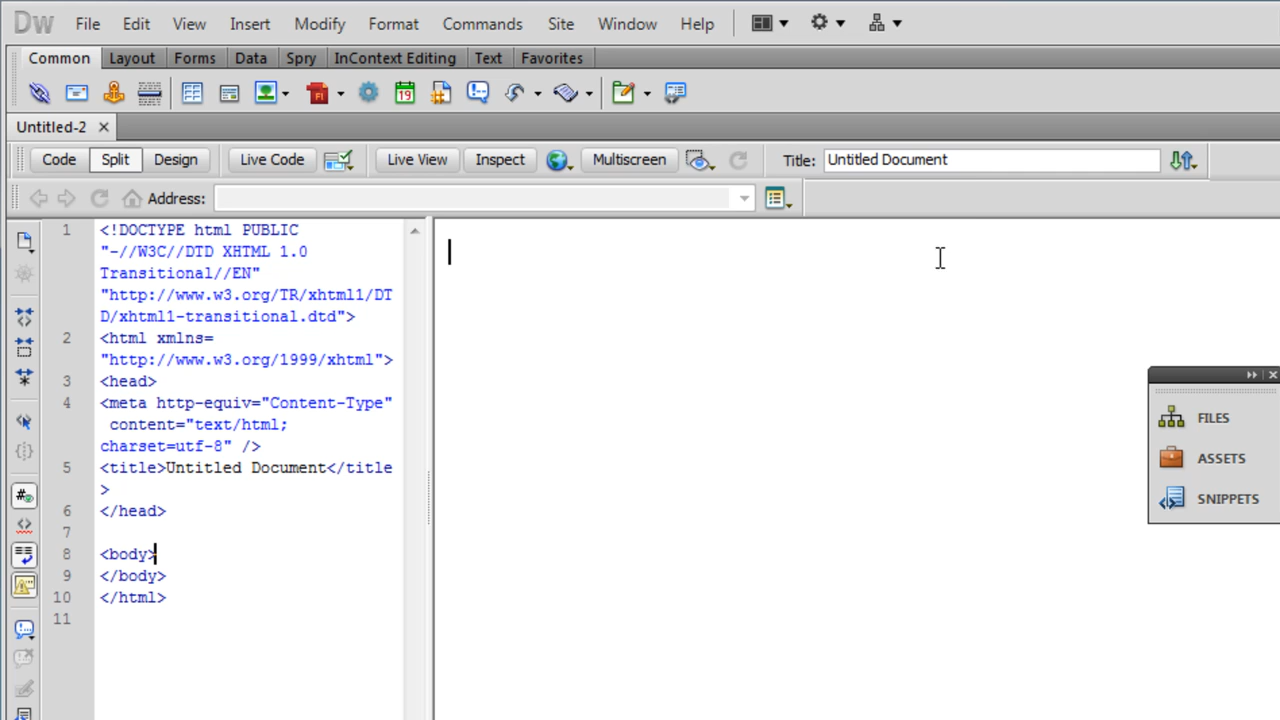 Dw File Edit View Insert Modify Format Commands Site Window Help
Common Layout Forms Data Spry InContext Editing Text Favorites
Untitled-2
Code Split Design Live Code Live View Inspect Multiscreen Title: Untitled Document
Address:
1 <!DOCTYPE html PUBLIC
"-//W3C//DTD XHTML 1.0
Transitional//EN"
"http://www.w3.org/TR/xhtml1/DT
D/xhtml1-transitional.dtd">
2 <html xmlns=
"http://www.w3.org/1999/xhtml">
3 <head>
4 <meta http-equiv="Content-Type"
content="text/html;
charset=utf-8" />
5 <title>Untitled Document</title
>
6 </head>
7
8 <body>
9 </body>
10 </html>
11
FILES
ASSETS
SNIPPETS